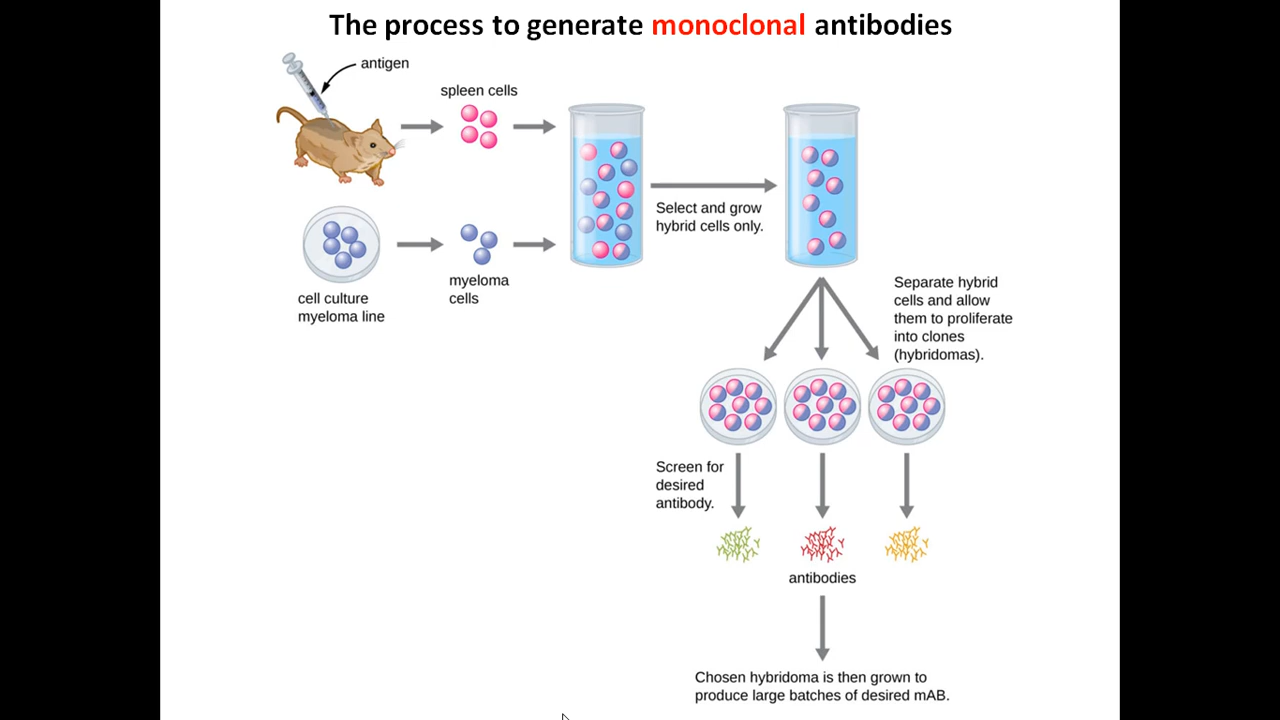 The process to generate monoclonal antibodies
antigen
spleen cells
cell culture
myeloma line
myeloma
cells
Select and grow
hybrid cells only.
Separate hybrid
cells and allow
them to proliferate
into clones
(hybridomas).
Screen for
desired
antibody.
antibodies
Chosen hybridoma is then grown to
produce large batches of desired mAB.